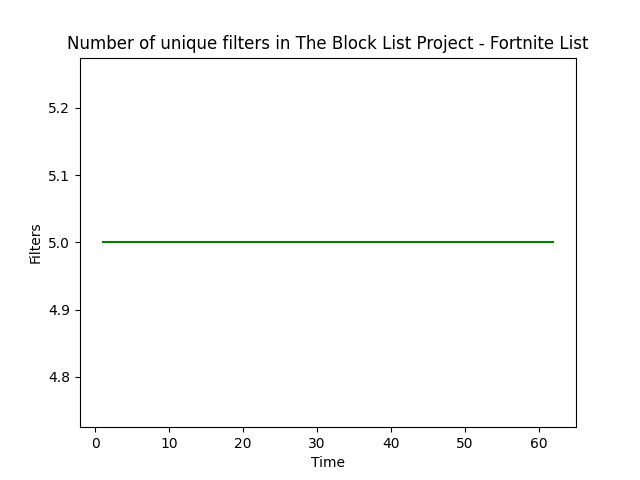 Number of unique filters in The Block List Project - Fortnite List
5.2
5.1
5.0
4.9
4.8
Filters
0 10 20 30 40 50 60
Time